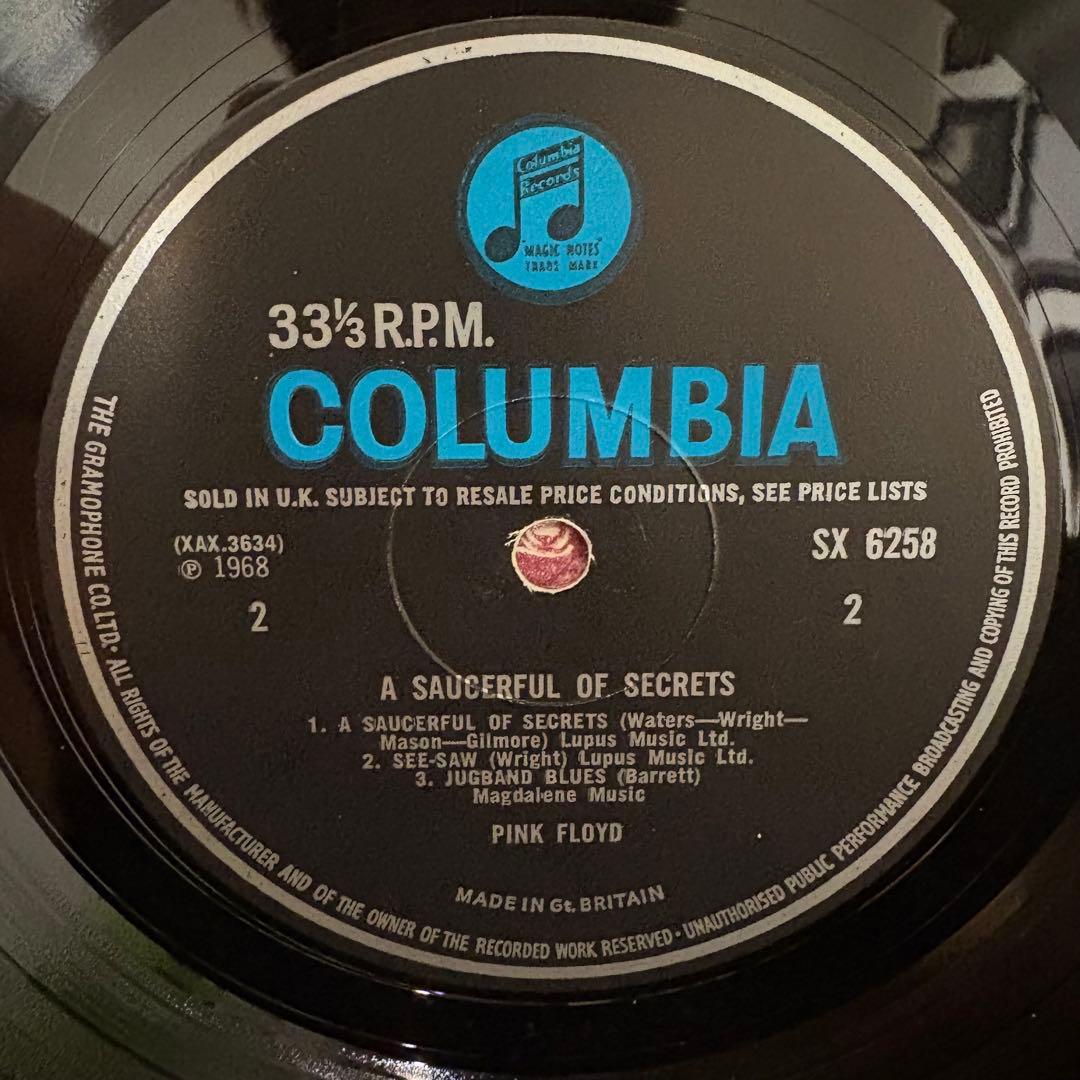 Columbia
Records
"MAGIC NOTES"
TRADE MARK
33⅓ R.P.M.
COLUMBIA
SOLD IN U.K. SUBJECT TO RESALE PRICE CONDITIONS, SEE PRICE LISTS
(XAX.3634)
SX 6258
℗ 1968
2
2
A SAUCERFUL OF SECRETS
1. A SAUCERFUL OF SECRETS (Waters—Wright—
Mason—Gilmore) Lupus Music Ltd.
2. SEE-SAW (Wright) Lupus Music Ltd.
3. JUGBAND BLUES (Barrett)
Magdalene Music
PINK FLOYD
MADE IN Gt. BRITAIN
THE GRAMOPHONE CO. LTD. • ALL RIGHTS OF THE MANUFACTURER AND OF THE OWNER OF THE RECORDED WORK RESERVED • UNAUTHORISED PUBLIC PERFORMANCE BROADCASTING AND COPYING OF THIS RECORD PROHIBITED